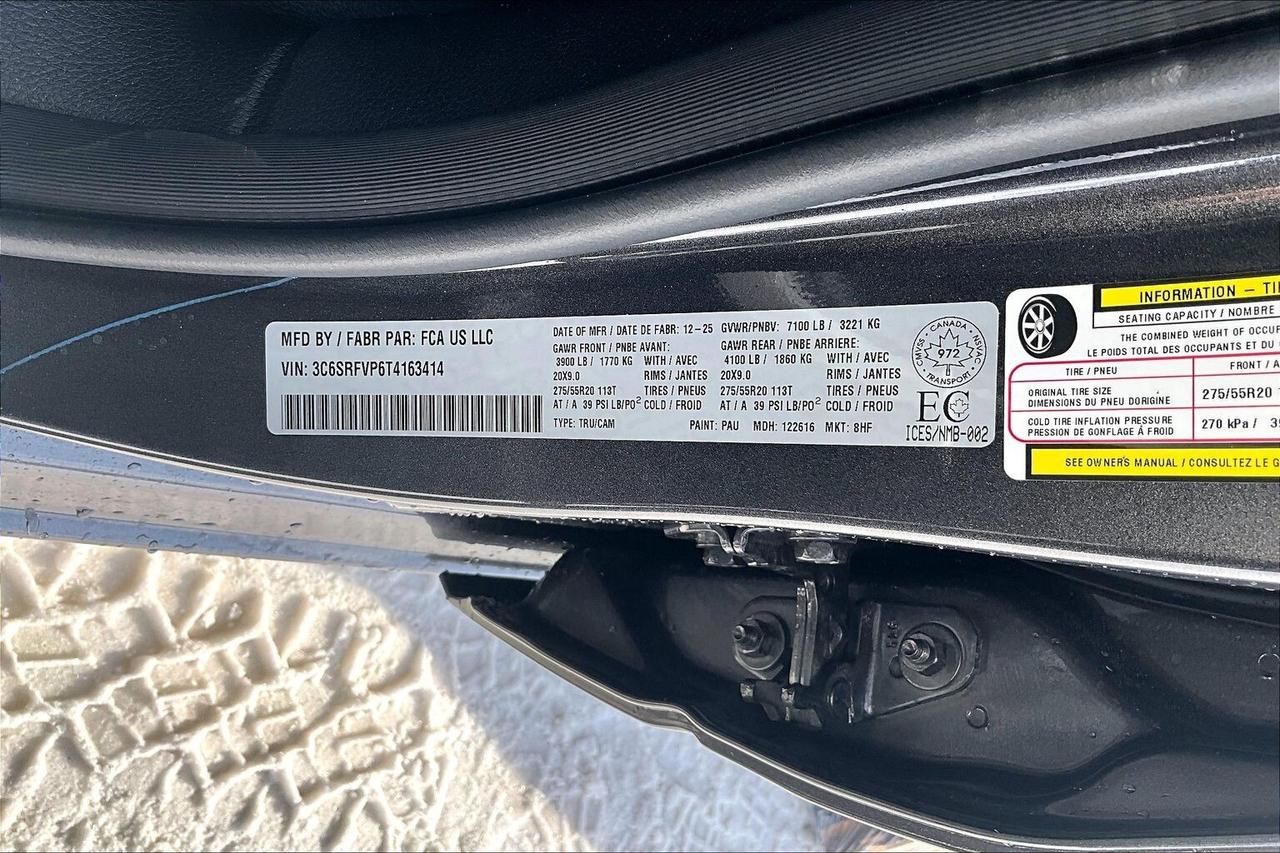 MFD BY / FABR PAR: FCA US LLC
VIN: 3C6SRFVP6T4163414
DATE OF MFR / DATE DE FABR: 12-25
GVWR/PNBV: 7100 LB / 3221 KG
GAWR FRONT / PNBE AVANT:
3900 LB / 1770 KG WITH / AVEC
20X9.0 RIMS / JANTES
275/55R20 113T TIRES / PNEUS
AT / A 39 PSI LB/PO² COLD / FROID
GAWR REAR / PNBE ARRIERE:
4100 LB / 1860 KG WITH / AVEC
20X9.0 RIMS / JANTES
275/55R20 113T TIRES / PNEUS
AT / A 39 PSI LB/PO² COLD / FROID
TYPE: TRU/CAM PAINT: PAU MDH: 122616 MKT: 8HF
CANADA
CMVSS 972 NSVAC
TRANSPORT
EC
ICES/NMB-002
INFORMATION –
SEATING CAPACITY / NOMBRE
THE COMBINED WEIGHT OF
LE POIDS TOTAL DES OCCUPANTS ET DU
TIRE / PNEU FRONT /
ORIGINAL TIRE SIZE
DIMENSIONS DU PNEU DORIGINE
275/55R20
COLD TIRE INFLATION PRESSURE
PRESSION DE GONFLAGE À FROID
270 kPa /
SEE OWNER'S MANUAL / CONSULTEZ LE